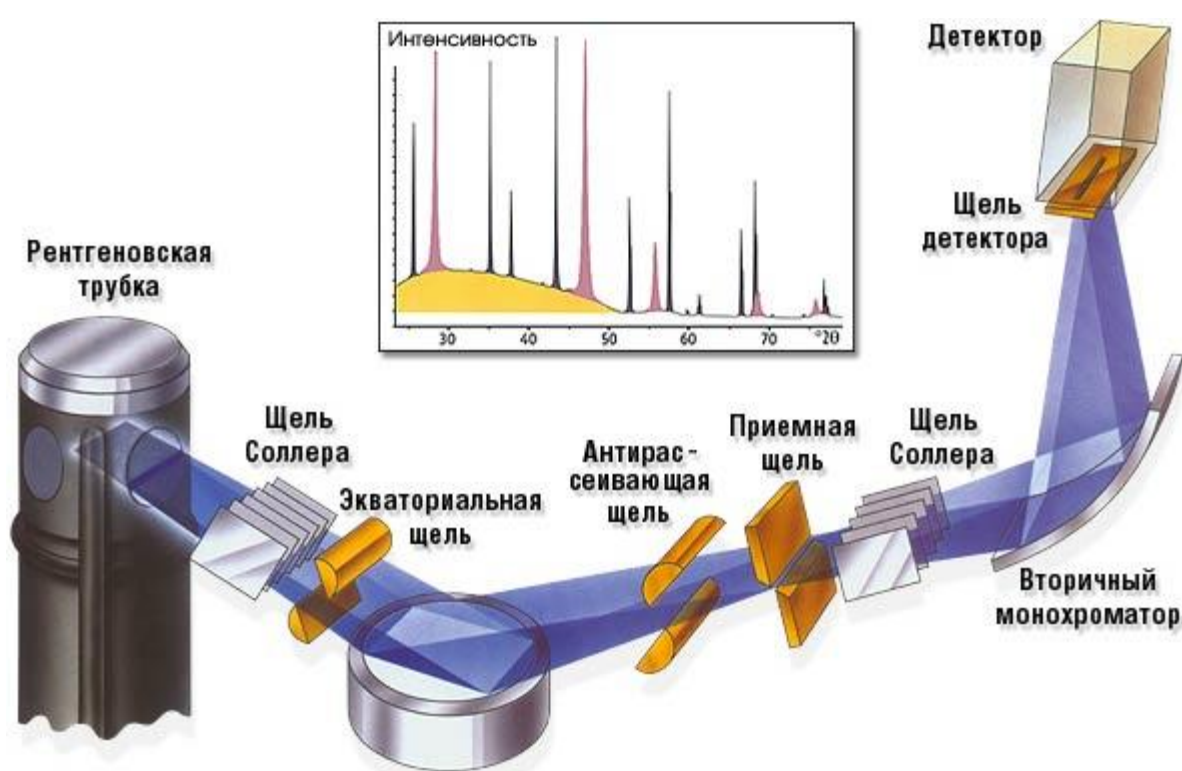 Интенсивность
30 40 50 60 70 °2θ
Детектор
Щель
детектора
Рентгеновская
трубка
Щель
Соллера
Экваториальная
щель
Антирас-
сеивающая
щель
Приемная
щель
Щель
Соллера
Вторичный
монохроматор